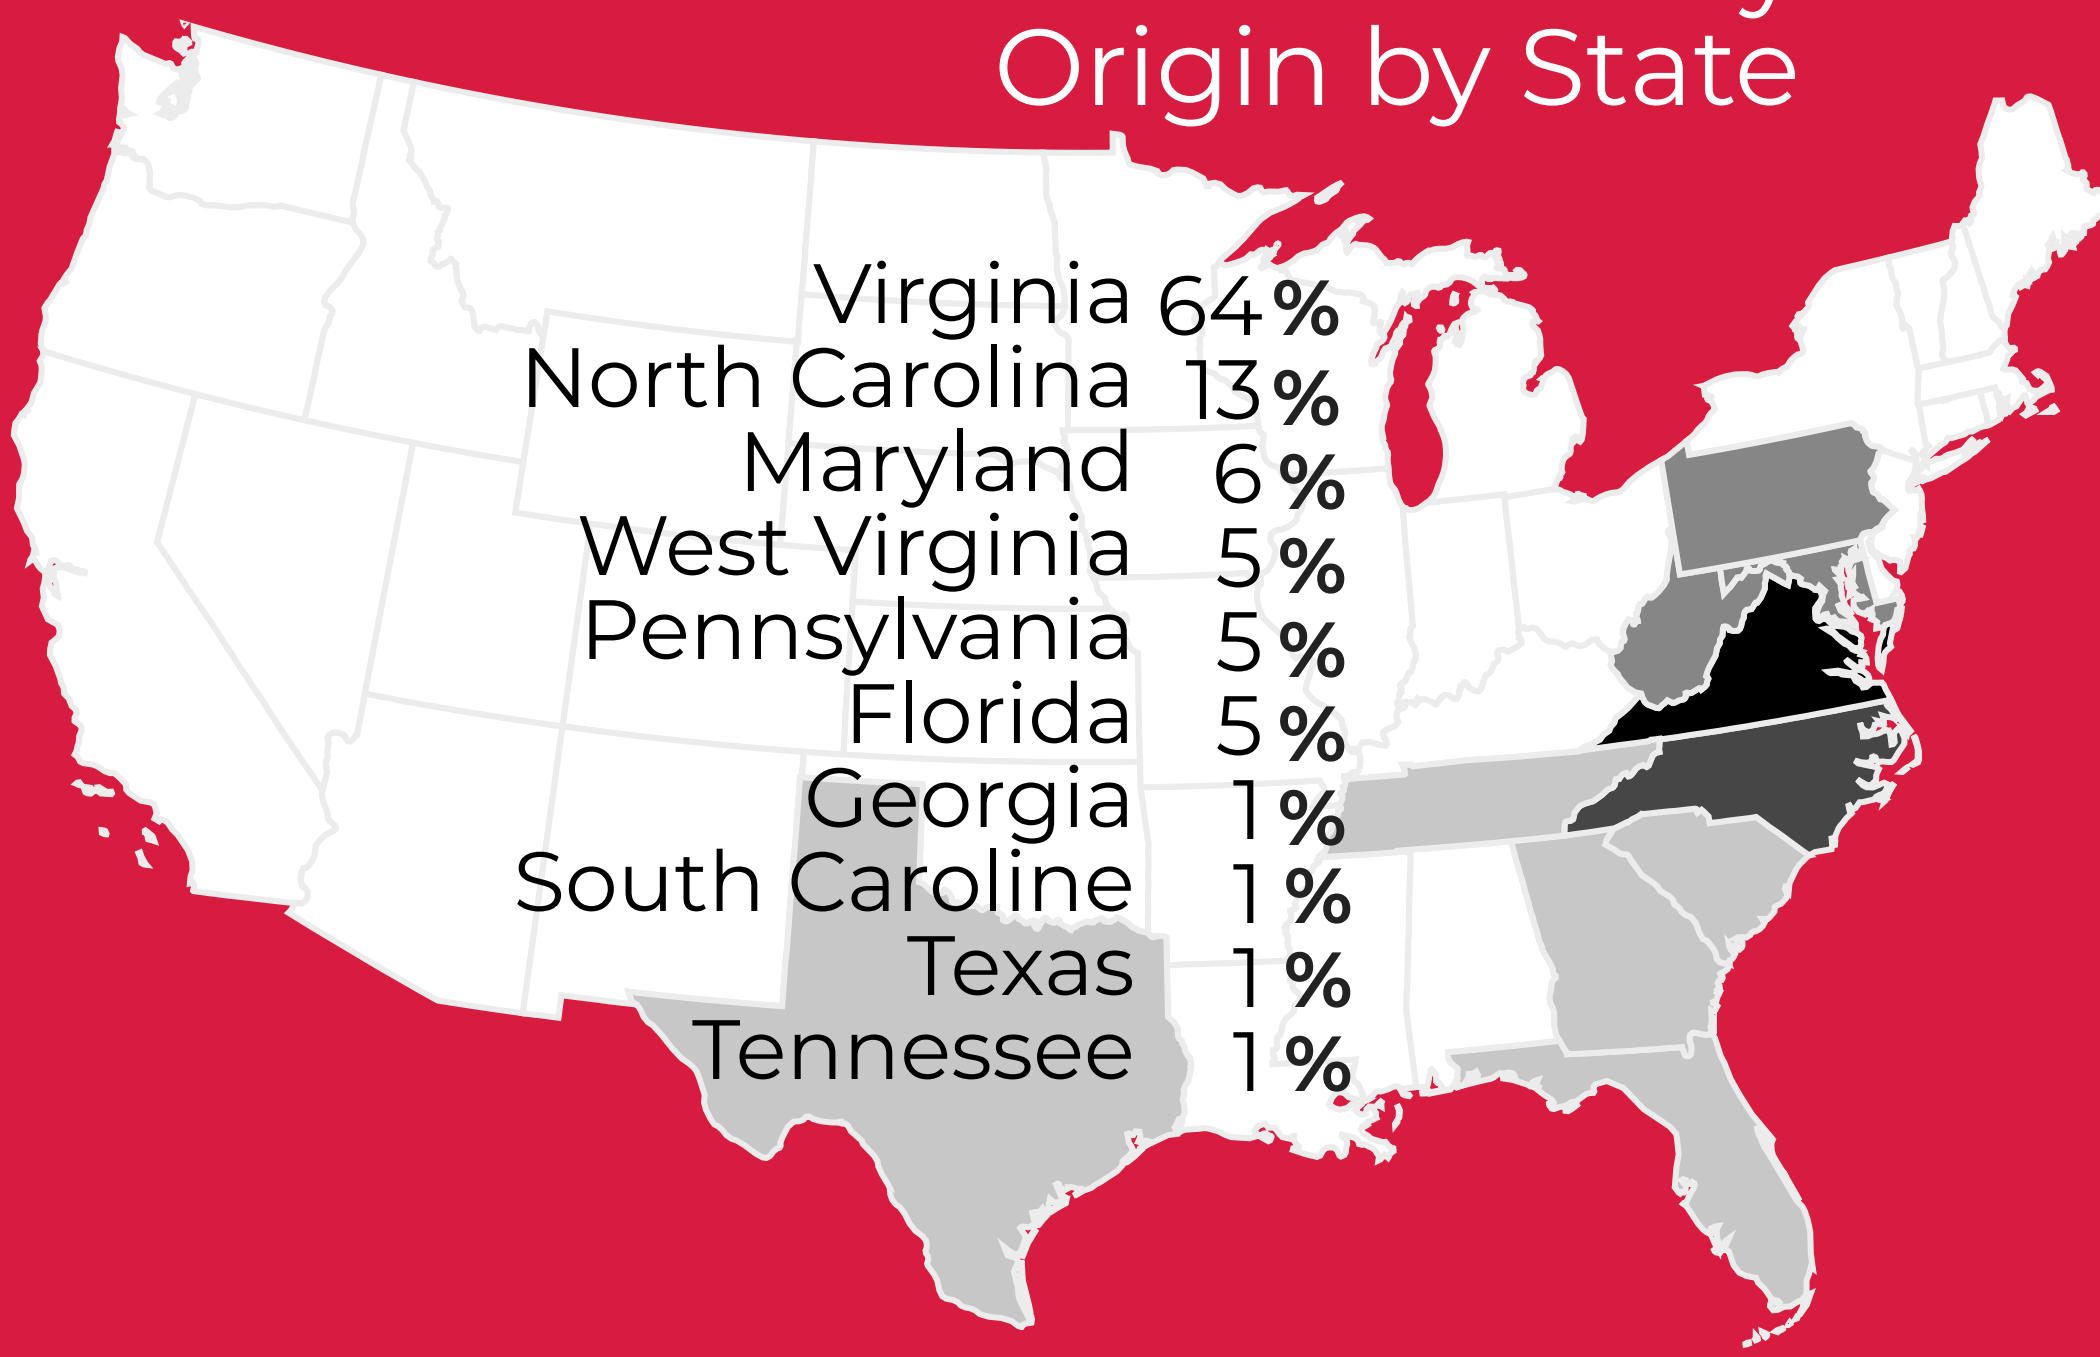 Origin by State
Virginia 64%
North Carolina 13%
Maryland 6%
West Virginia 5%
Pennsylvania 5%
Florida 5%
Georgia 1%
South Caroline 1%
Texas 1%
Tennessee 1%